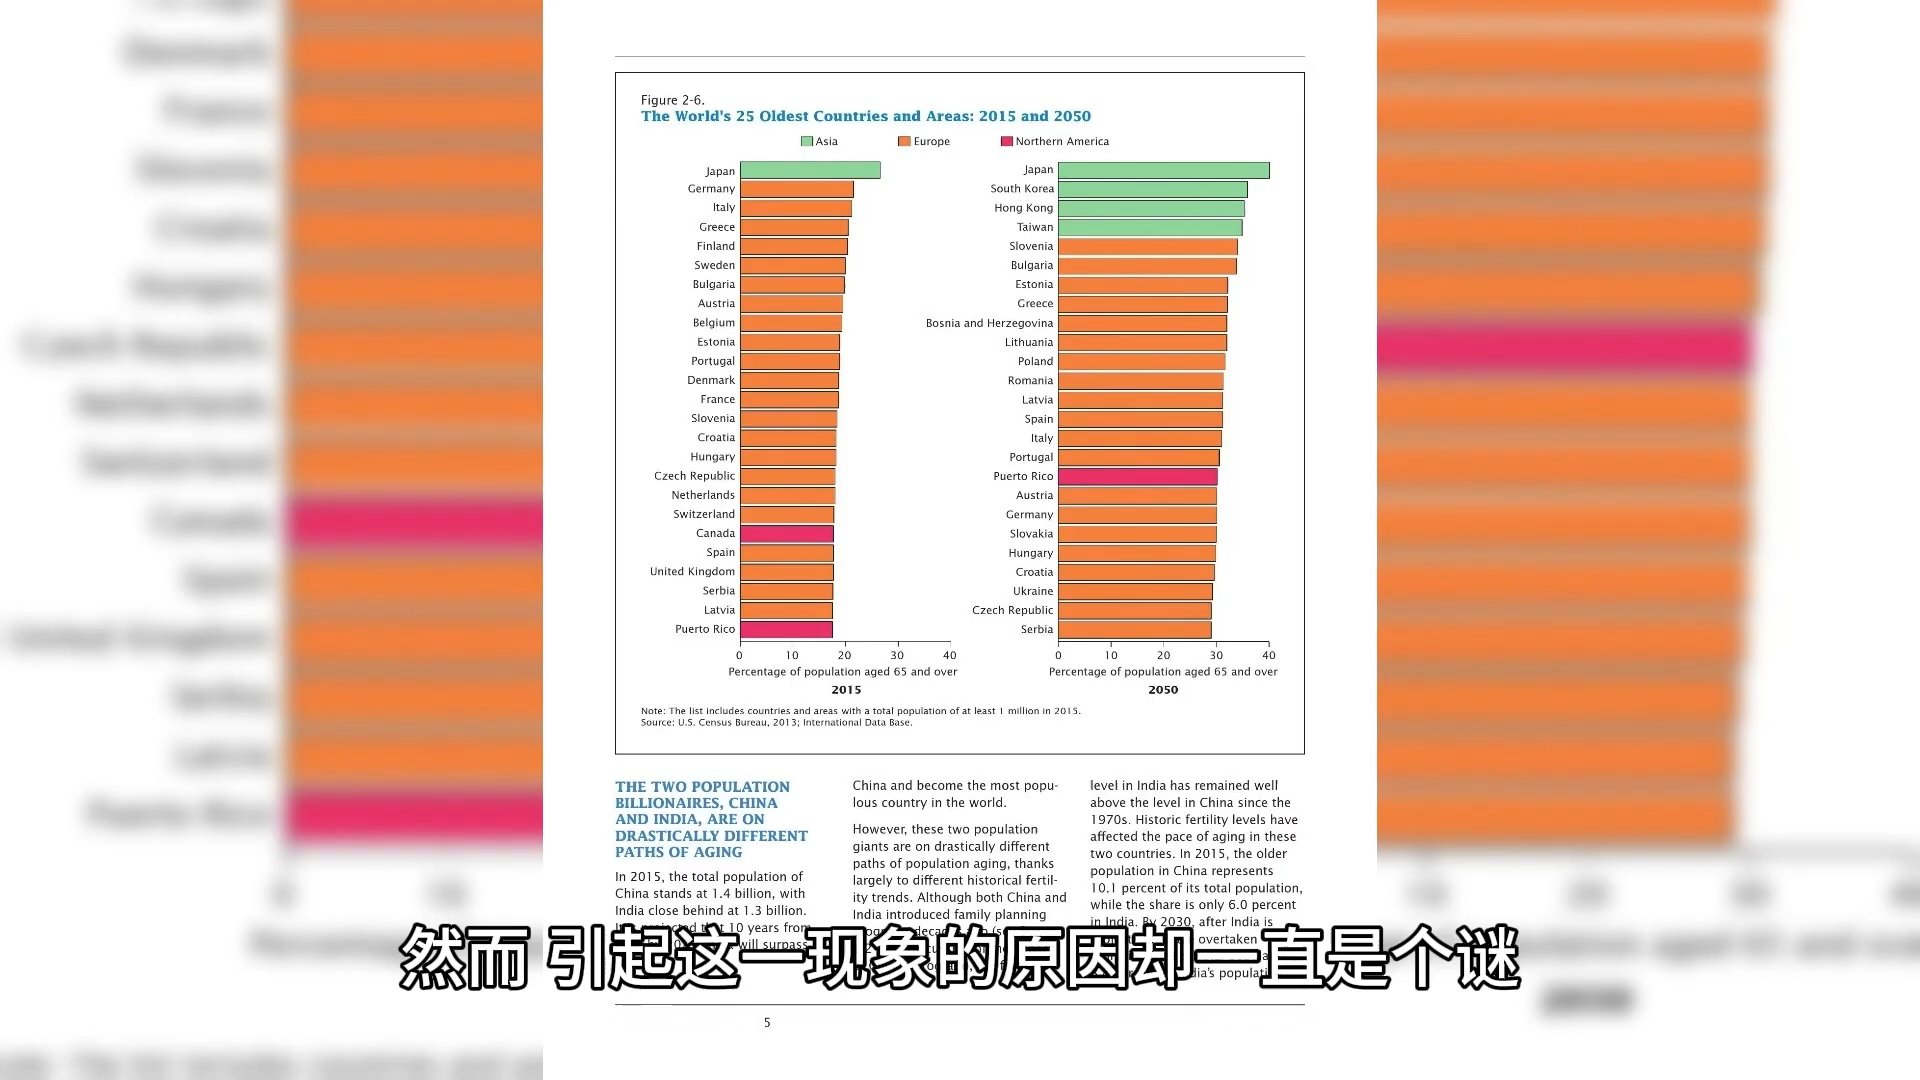 Figure 2-6.
The World's 25 Oldest Countries and Areas: 2015 and 2050
Asia Europe Northern America
Japan
Germany
Italy
Greece
Finland
Sweden
Bulgaria
Austria
Belgium
Estonia
Portugal
Denmark
France
Slovenia
Croatia
Hungary
Czech Republic
Netherlands
Switzerland
Canada
Spain
United Kingdom
Serbia
Latvia
Puerto Rico
0 10 20 30 40
Percentage of population aged 65 and over
2015
Japan
South Korea
Hong Kong
Taiwan
Slovenia
Bulgaria
Estonia
Greece
Bosnia and Herzegovina
Lithuania
Poland
Romania
Latvia
Spain
Italy
Portugal
Puerto Rico
Austria
Germany
Slovakia
Hungary
Croatia
Ukraine
Czech Republic
Serbia
0 10 20 30 40
Percentage of population aged 65 and over
2050
Note: The list includes countries and areas with a total population of at least 1 million in 2015.
Source: U.S. Census Bureau, 2013; International Data Base.
THE TWO POPULATION
BILLIONAIRES, CHINA
AND INDIA, ARE ON
DRASTICALLY DIFFERENT
PATHS OF AGING
In 2015, the total population of
China stands at 1.4 billion, with
India close behind at 1.3 billion.
10 years from
will surpass
China and become the most popu-
lous country in the world.
However, these two population
giants are on drastically different
paths of population aging, thanks
largely to different historical fertil-
ity trends. Although both China and
India introduced family planning
level in India has remained well
above the level in China since the
1970s. Historic fertility levels have
affected the pace of aging in these
two countries. In 2015, the older
population in China represents
10.1 percent of its total population,
while the share is only 6.0 percent
in India. By 2030, after India is
overtaken
然而 引起这一现象的原因却一直是个谜
5